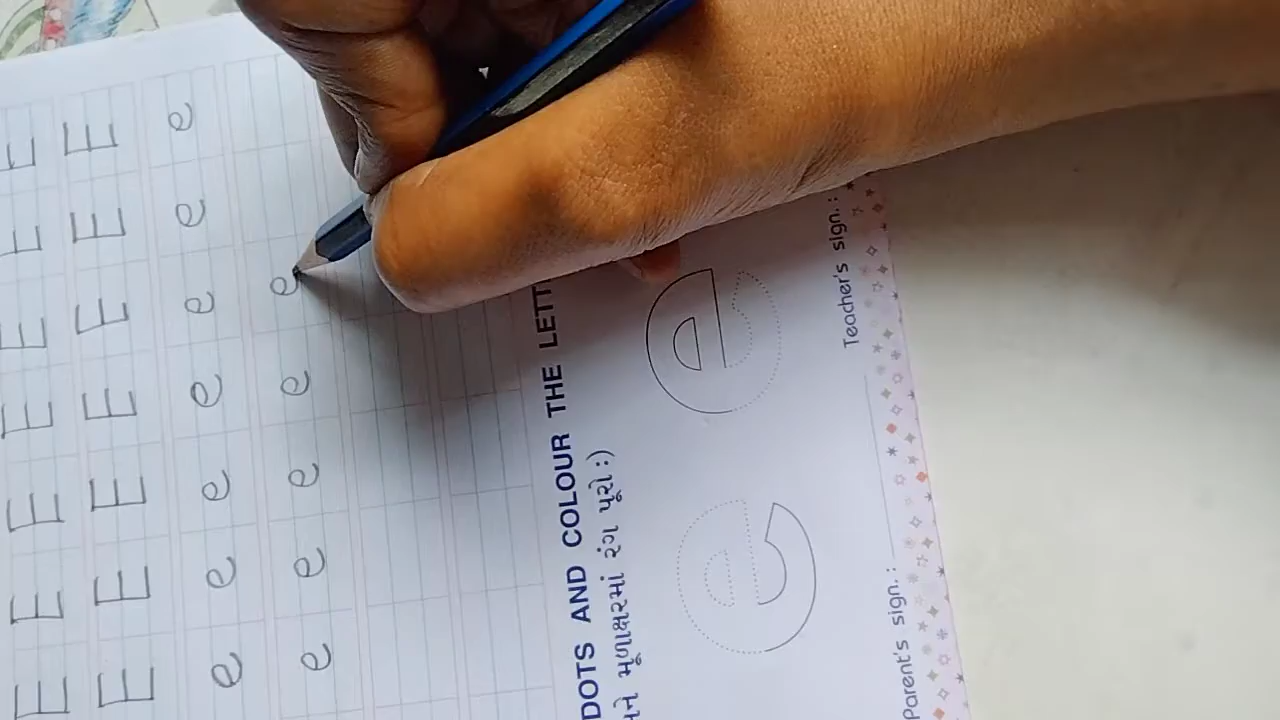 E E E E E E E
E E E E E E E
e e e e e e e
e e e e e
DOTS AND COLOUR THE LETT
મૂળાક્ષરમાં રંગ પૂરો :)
e e
Parent's sign. : Teacher's sign. :